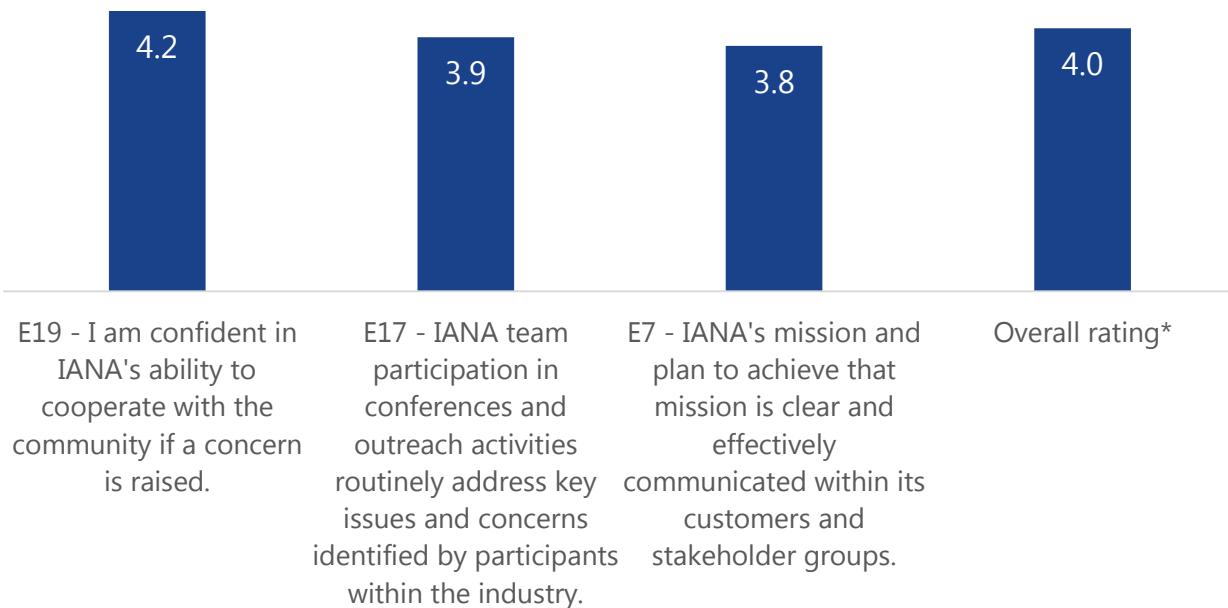 4.2
3.9
3.8
4.0
E19 - I am confident in
IANA's ability to
cooperate with the
community if a concern
is raised.
E17 - IANA team
participation in
conferences and
outreach activities
routinely address key
issues and concerns
identified by participants
within the industry.
E7 - IANA's mission and
plan to achieve that
mission is clear and
effectively
communicated within its
customers and
stakeholder groups.
Overall rating*